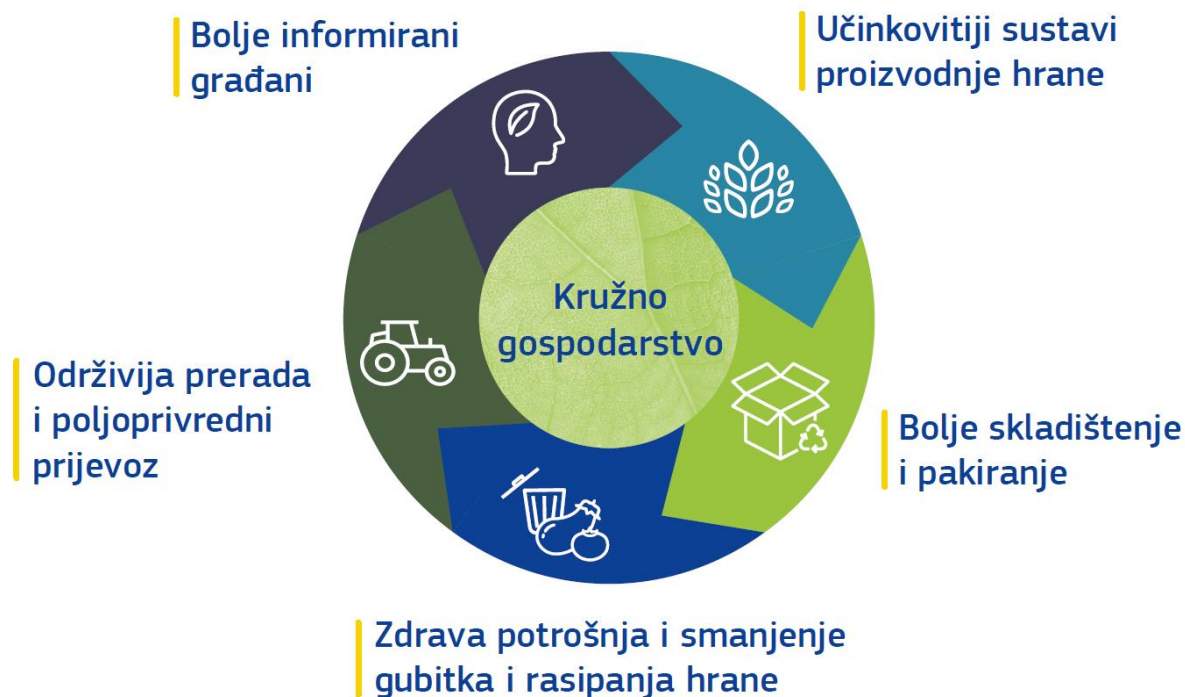 Bolje informirani
građani
Učinkovitiji sustavi
proizvodnje hrane
Kružno
gospodarstvo
Održivija prerada
i poljoprivredni
prijevoz
Bolje skladištenje
i pakiranje
Zdrava potrošnja i smanjenje
gubitka i rasipanja hrane